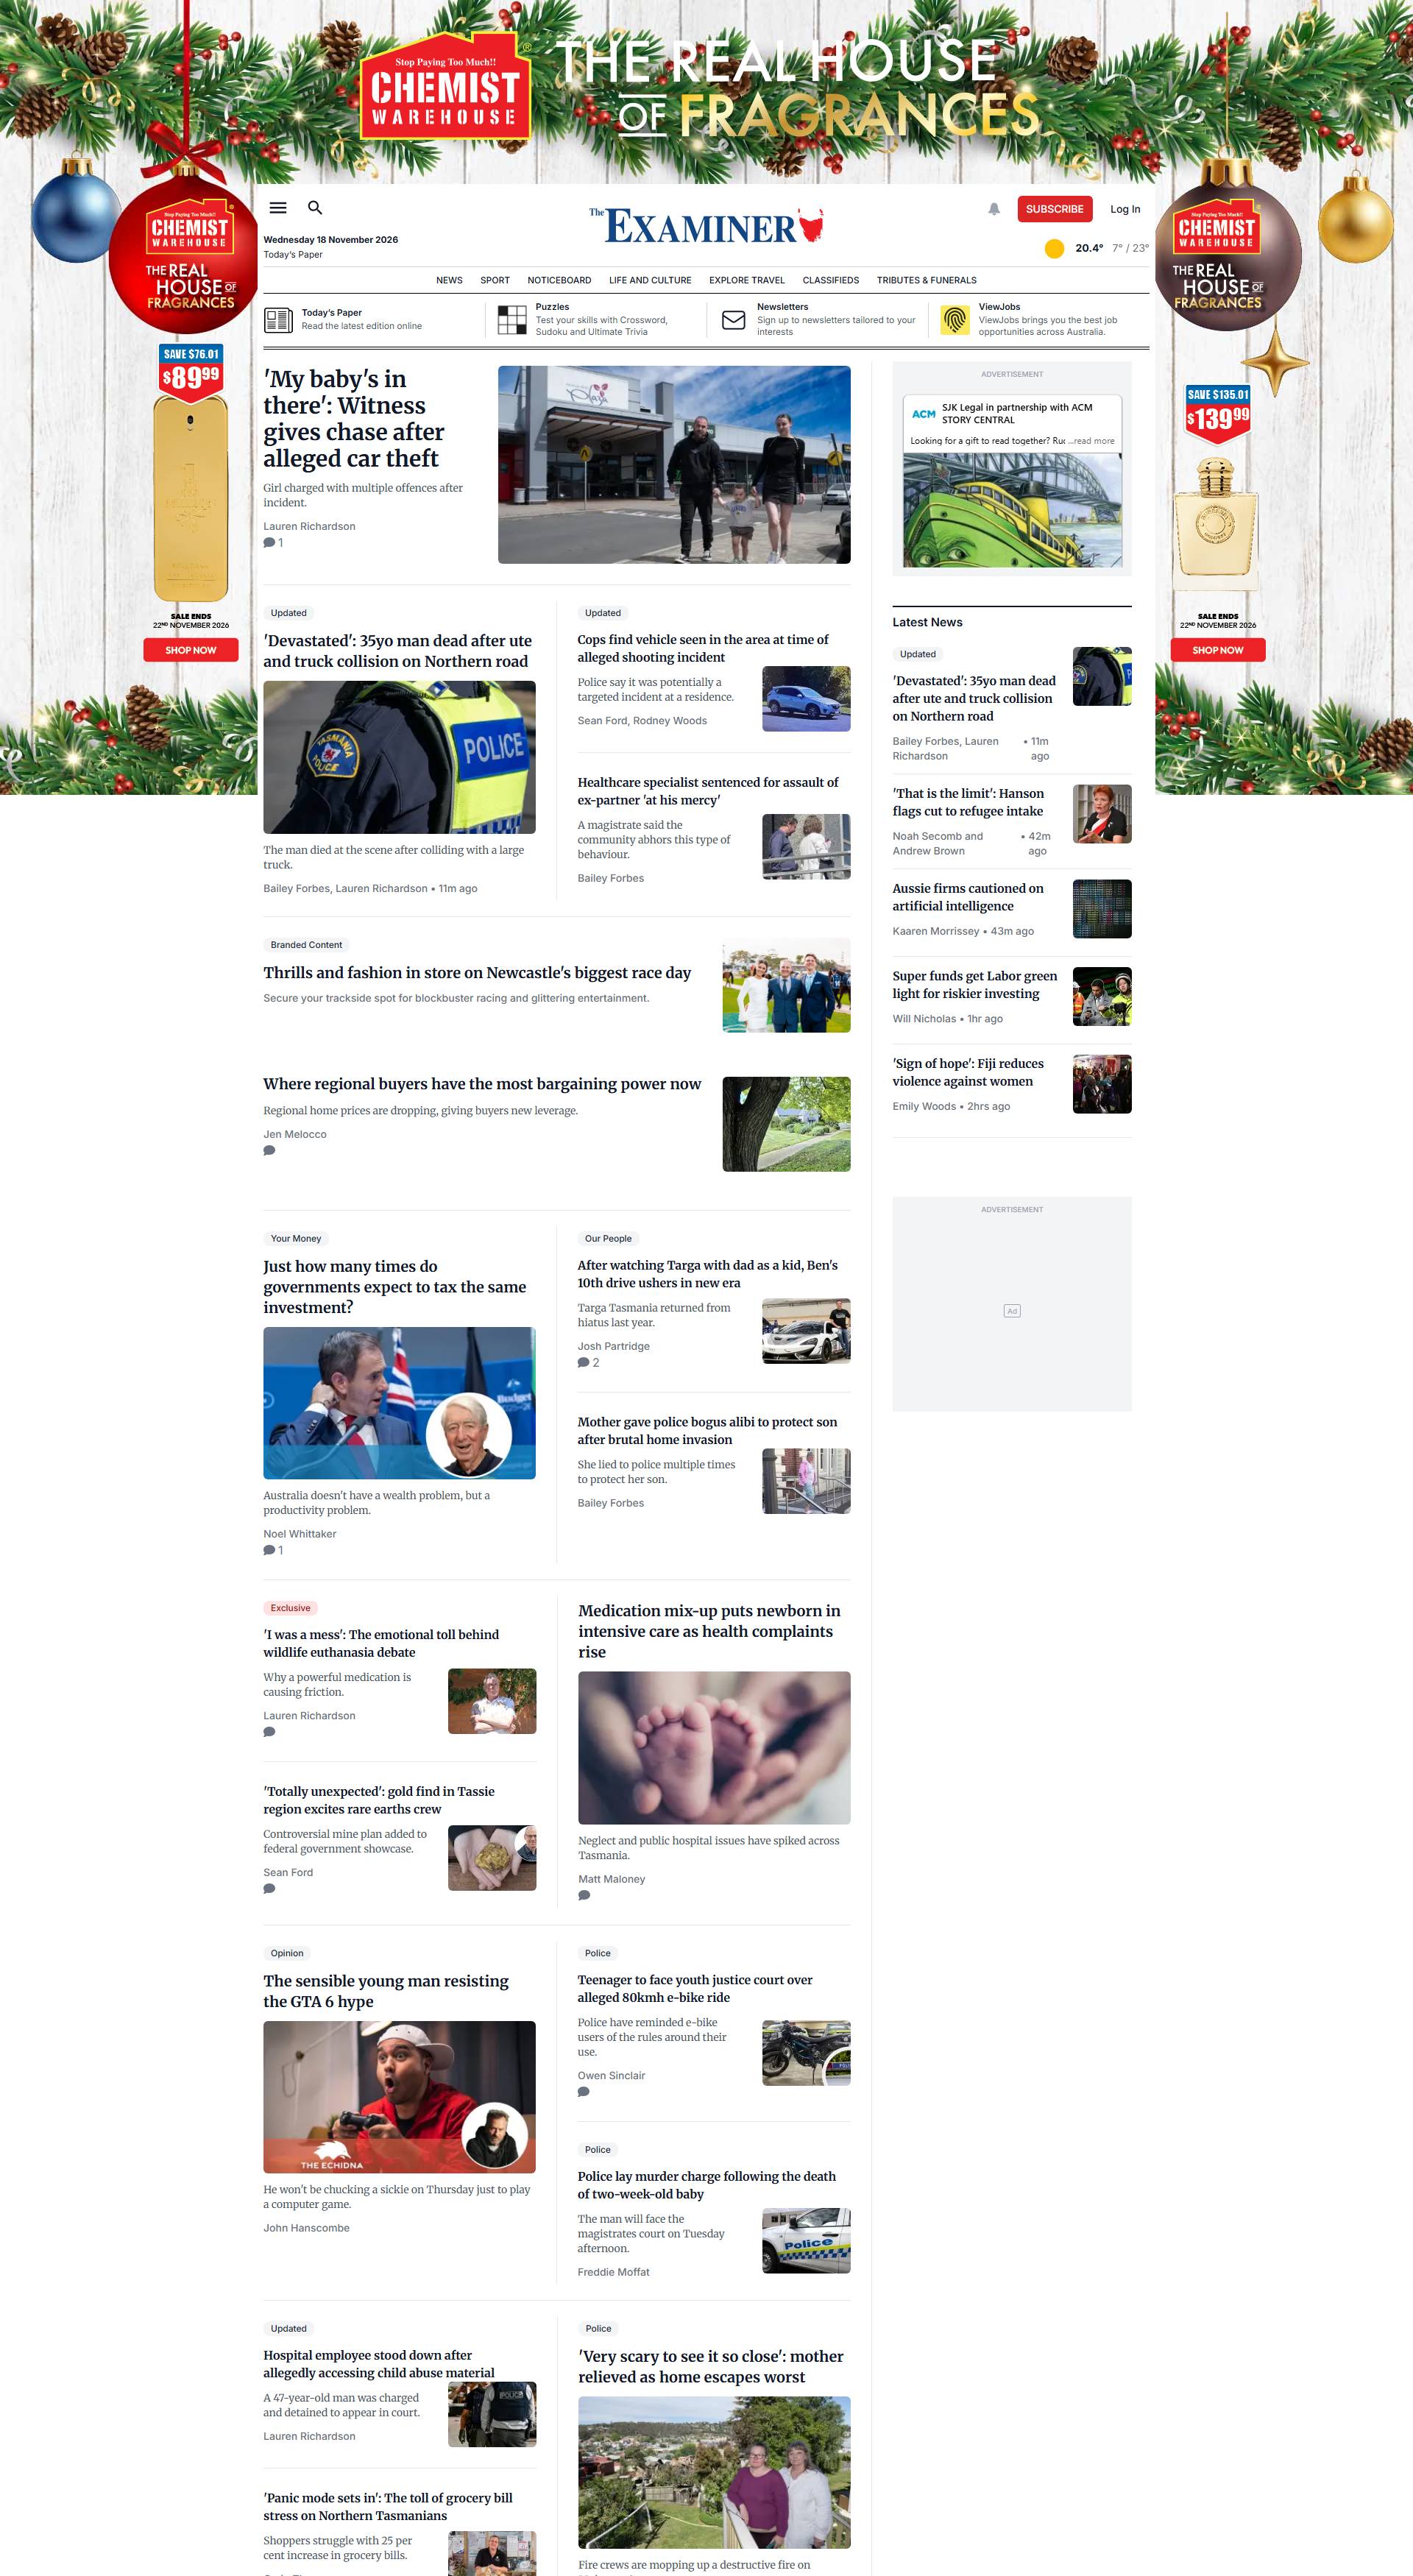 Stop Paying Too Much!!
CHEMIST
WAREHOUSE
®
THE REAL HOUSE
OF FRAGRANCES
Stop Paying Too Much!!
CHEMIST
WAREHOUSE
THE REAL
HOUSE OF
FRAGRANCES
SAVE $76.01
$89.99
SALE ENDS
22ND NOVEMBER 2026
SHOP NOW
Stop Paying Too Much!!
CHEMIST
WAREHOUSE
THE REAL
HOUSE OF
FRAGRANCES
SAVE $135.01
$139.99
SALE ENDS
22ND NOVEMBER 2026
SHOP NOW
The EXAMINER
SUBSCRIBE
Log In
Wednesday 18 November 2026
Today's Paper
20.4° 7° / 23°
NEWS SPORT NOTICEBOARD LIFE AND CULTURE EXPLORE TRAVEL CLASSIFIEDS TRIBUTES & FUNERALS
Today's Paper
Read the latest edition online
Puzzles
Test your skills with Crossword,
Sudoku and Ultimate Trivia
Newsletters
Sign up to newsletters tailored to your
interests
ViewJobs
ViewJobs brings you the best job
opportunities across Australia.
'My baby's in
there': Witness
gives chase after
alleged car theft
Girl charged with multiple offences after
incident.
Lauren Richardson
1
Updated
'Devastated': 35yo man dead after ute
and truck collision on Northern road
TASMANIA
POLICE
The man died at the scene after colliding with a large
truck.
Bailey Forbes, Lauren Richardson • 11m ago
Updated
Cops find vehicle seen in the area at time of
alleged shooting incident
Police say it was potentially a
targeted incident at a residence.
Sean Ford, Rodney Woods
Healthcare specialist sentenced for assault of
ex-partner 'at his mercy'
A magistrate said the
community abhors this type of
behaviour.
Bailey Forbes
Branded Content
Thrills and fashion in store on Newcastle's biggest race day
Secure your trackside spot for blockbuster racing and glittering entertainment.
Where regional buyers have the most bargaining power now
Regional home prices are dropping, giving buyers new leverage.
Jen Melocco
Your Money
Just how many times do
governments expect to tax the same
investment?
Budget
Australia doesn't have a wealth problem, but a
productivity problem.
Noel Whittaker
1
Our People
After watching Targa with dad as a kid, Ben's
10th drive ushers in new era
Targa Tasmania returned from
hiatus last year.
Josh Partridge
2
Mother gave police bogus alibi to protect son
after brutal home invasion
She lied to police multiple times
to protect her son.
Bailey Forbes
Exclusive
'I was a mess': The emotional toll behind
wildlife euthanasia debate
Why a powerful medication is
causing friction.
Lauren Richardson
'Totally unexpected': gold find in Tassie
region excites rare earths crew
Controversial mine plan added to
federal government showcase.
Sean Ford
Medication mix-up puts newborn in
intensive care as health complaints
rise
Neglect and public hospital issues have spiked across
Tasmania.
Matt Maloney
Opinion
The sensible young man resisting
the GTA 6 hype
THE ECHIDNA
He won't be chucking a sickie on Thursday just to play
a computer game.
John Hanscombe
Police
Teenager to face youth justice court over
alleged 80kmh e-bike ride
Police have reminded e-bike
users of the rules around their
use.
Owen Sinclair
Police
Police lay murder charge following the death
of two-week-old baby
The man will face the
magistrates court on Tuesday
afternoon.
Freddie Moffat
Police
Updated
Hospital employee stood down after
allegedly accessing child abuse material
A 47-year-old man was charged
and detained to appear in court.
Lauren Richardson
POLICE
'Panic mode sets in': The toll of grocery bill
stress on Northern Tasmanians
Shoppers struggle with 25 per
cent increase in grocery bills.
Police
'Very scary to see it so close': mother
relieved as home escapes worst
Fire crews are mopping up a destructive fire on
ADVERTISEMENT
ACM
SJK Legal in partnership with ACM
STORY CENTRAL
Looking for a gift to read together? Ruc ...read more
Latest News
Updated
'Devastated': 35yo man dead
after ute and truck collision
on Northern road
Bailey Forbes, Lauren
Richardson
• 11m
ago
'That is the limit': Hanson
flags cut to refugee intake
Noah Secomb and
Andrew Brown
• 42m
ago
Aussie firms cautioned on
artificial intelligence
Kaaren Morrissey • 43m ago
Super funds get Labor green
light for riskier investing
Will Nicholas • 1hr ago
'Sign of hope': Fiji reduces
violence against women
Emily Woods • 2hrs ago
ADVERTISEMENT
Ad